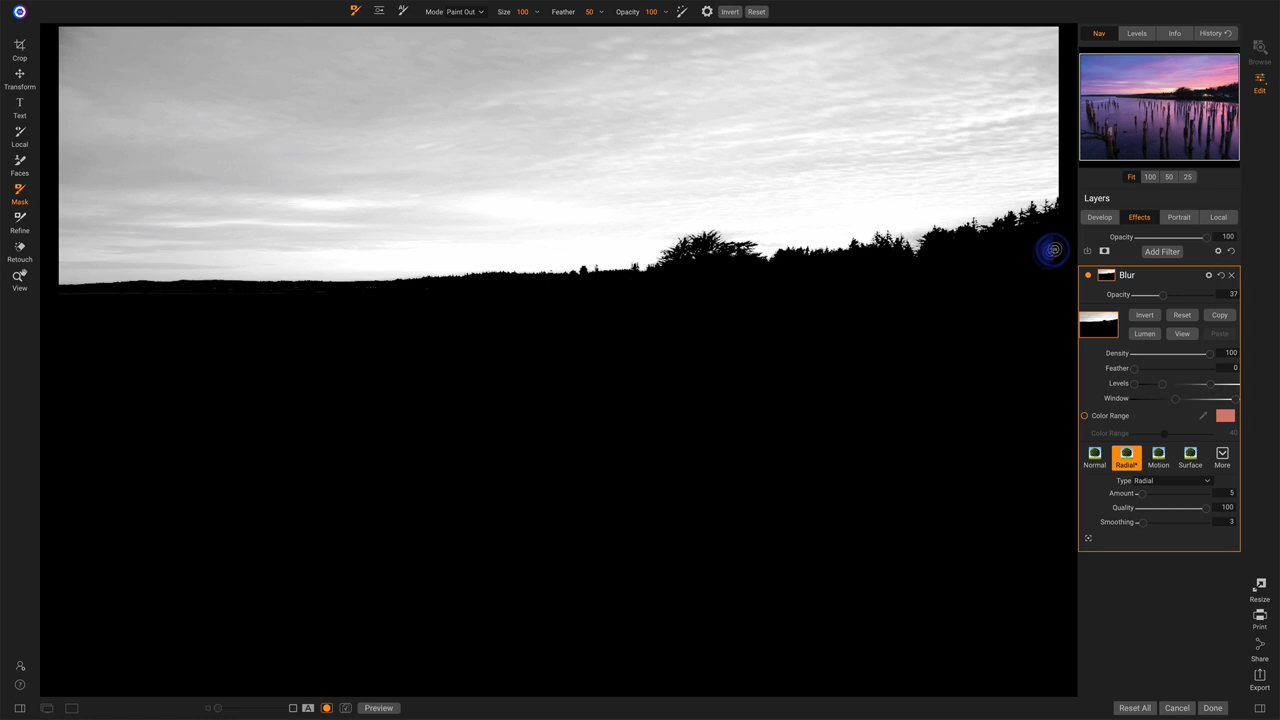 Mode Paint Out Size 100 Feather 50 Opacity 100 Invert Reset
Crop
Transform
Text
Local
Faces
Mask
Refine
Retouch
View
Nav Levels Info History
Browse
Edit
Fit 100 50 25
Layers
Develop Effects Portrait Local
Opacity 100
Add Filter
Blur
Opacity 37
Invert Reset Copy
Lumen View Paste
Density 100
Feather 0
Levels
Window
Color Range
Color Range 40
Normal Radial* Motion Surface More
Type Radial
Amount 5
Quality 100
Smoothing 3
Resize
Print
Share
Export
A Preview
Reset All Cancel Done